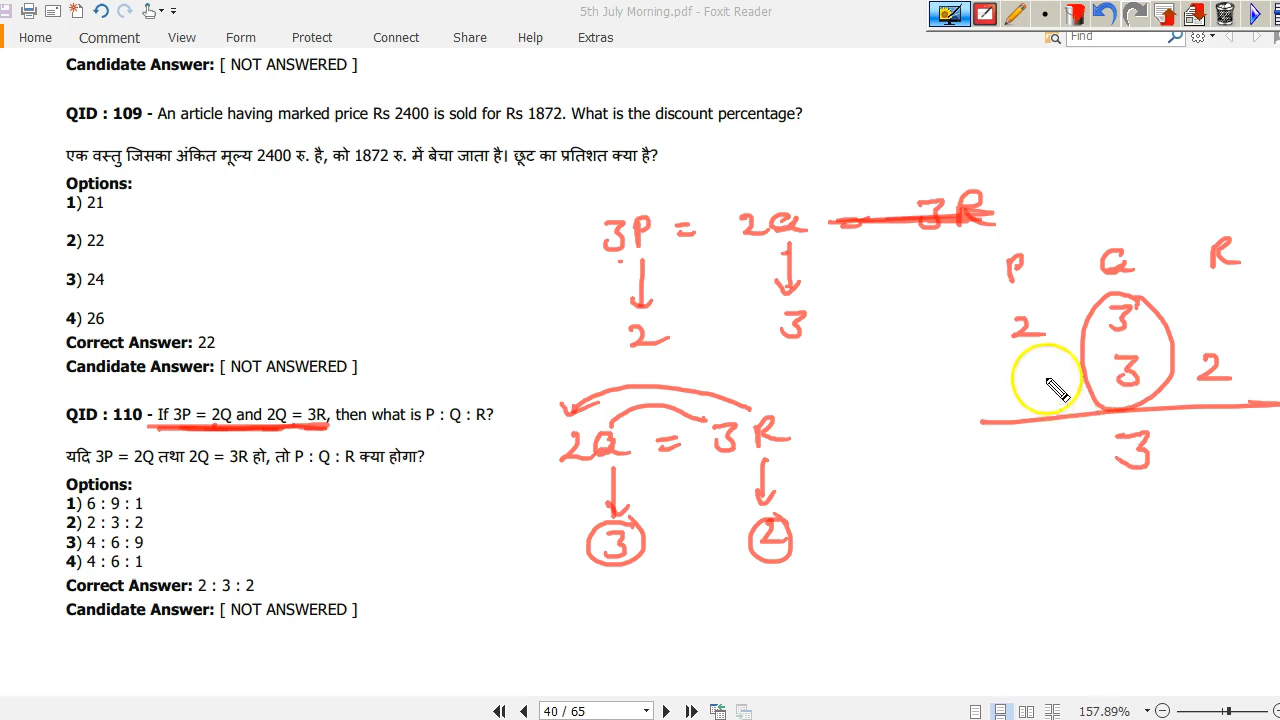 5th July Morning.pdf - Foxit Reader
Home Comment View Form Protect Connect Share Help Extras
Find
Candidate Answer: [ NOT ANSWERED ]
QID : 109 - An article having marked price Rs 2400 is sold for Rs 1872. What is the discount percentage?
एक वस्तु जिसका अंकित मूल्य 2400 रु. है, को 1872 रु. में बेचा जाता है। छूट का प्रतिशत क्या है?
Options:
1) 21
2) 22
3) 24
4) 26
Correct Answer: 22
Candidate Answer: [ NOT ANSWERED ]
QID : 110 - If 3P = 2Q and 2Q = 3R, then what is P : Q : R?
यदि 3P = 2Q तथा 2Q = 3R हो, तो P : Q : R क्या होगा?
Options:
1) 6 : 9 : 1
2) 2 : 3 : 2
3) 4 : 6 : 9
4) 4 : 6 : 1
Correct Answer: 2 : 3 : 2
Candidate Answer: [ NOT ANSWERED ]
3P = 2Q = 3R
2 3
2Q = 3R
3 2
P Q R
2 3
3 2
3
40 / 65
157.89%